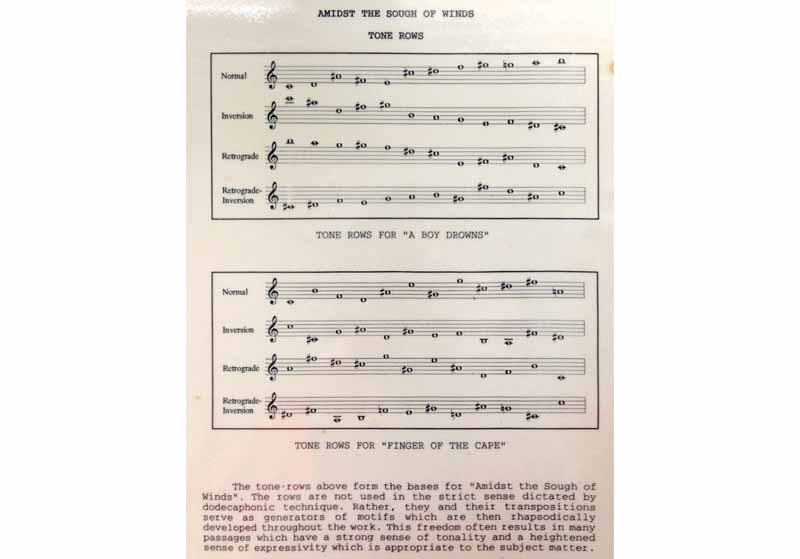 AMIDST THE SOUGH OF WINDS
TONE ROWS
Normal
Inversion
Retrograde
Retrograde-
Inversion
TONE ROWS FOR "A BOY DROWNS"
Normal
Inversion
Retrograde
Retrograde-
Inversion
TONE ROWS FOR "FINGER OF THE CAPE"
The tone-rows above form the bases for "Amidst the Sough of
Winds". The rows are not used in the strict sense dictated by
dodecaphonic technique. Rather, they and their transpositions
serve as generators of motifs which are then rhapsodically
developed throughout the work. This freedom often results in many
passages which have a strong sense of tonality and a heightened
sense of expressivity which is appropriate to the subject matter.